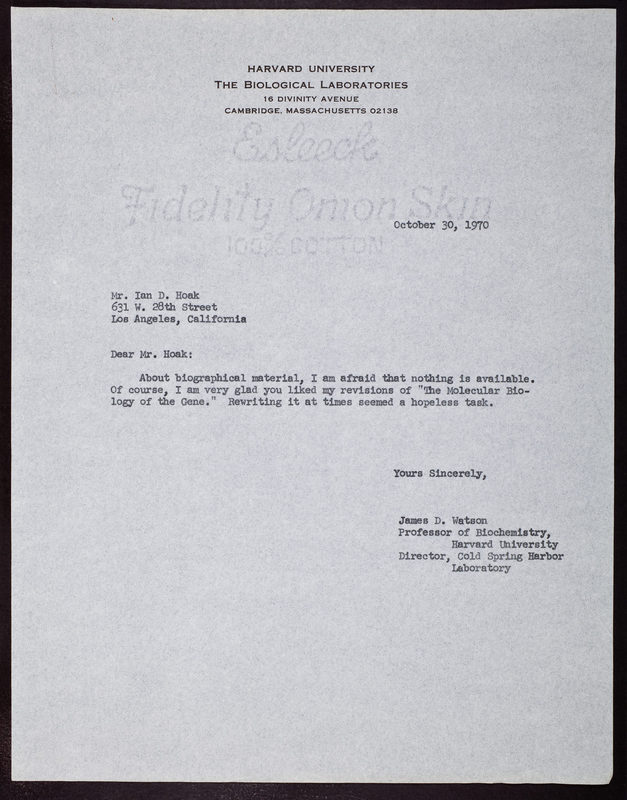 HARVARD UNIVERSITY
THE BIOLOGICAL LABORATORIES
16 DIVINITY AVENUE
CAMBRIDGE, MASSACHUSETTS 02138
Esleeck
Fidelity Onion Skin
100% COTTON
October 30, 1970
Mr. Ian D. Hoak
631 W. 28th Street
Los Angeles, California
Dear Mr. Hoak:
About biographical material, I am afraid that nothing is available.
Of course, I am very glad you liked my revisions of "The Molecular Bio-
logy of the Gene." Rewriting it at times seemed a hopeless task.
Yours Sincerely,
James D. Watson
Professor of Biochemistry,
Harvard University
Director, Cold Spring Harbor
Laboratory